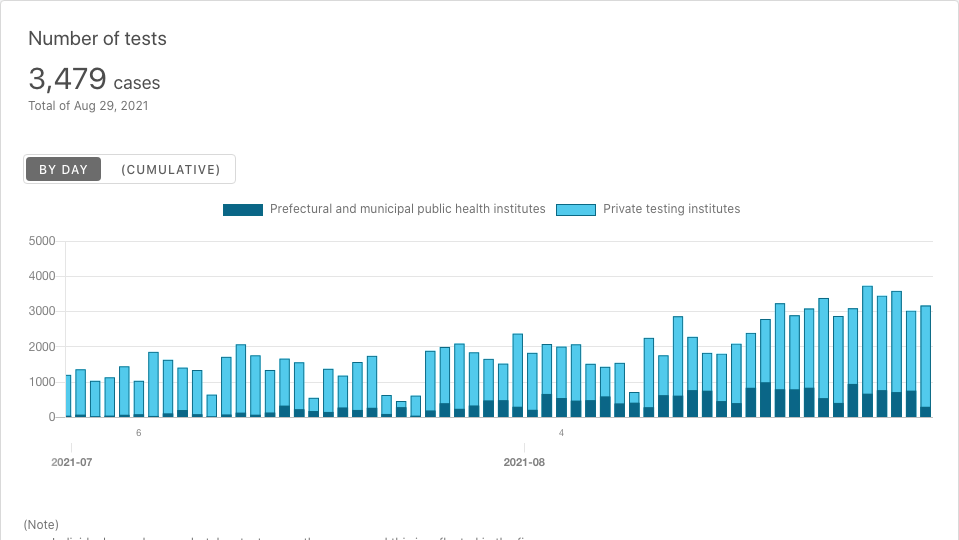 Number of tests
3,479 cases
Total of Aug 29, 2021
BY DAY (CUMULATIVE)
Prefectural and municipal public health institutes Private testing institutes
5000
4000
3000
2000
1000
0
6 4
2021-07 2021-08
(Note)